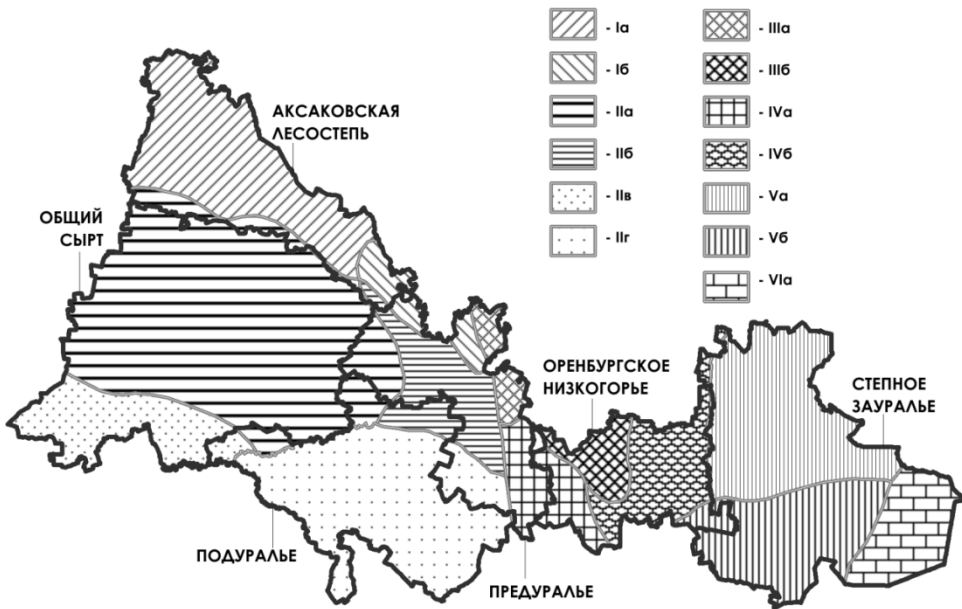 - Iа
- Iб
- IIа
- IIб
- IIв
- IIг
- IIIа
- IIIб
- IVа
- IVб
- Vа
- Vб
- VIа
АКСАКОВСКАЯ
ЛЕСОСТЕПЬ
ОБЩИЙ
СЫРТ
ОРЕНБУРГСКОЕ
НИЗКОГОРЬЕ
СТЕПНОЕ
ЗАУРАЛЬЕ
ПОДУРАЛЬЕ
ПРЕДУРАЛЬЕ